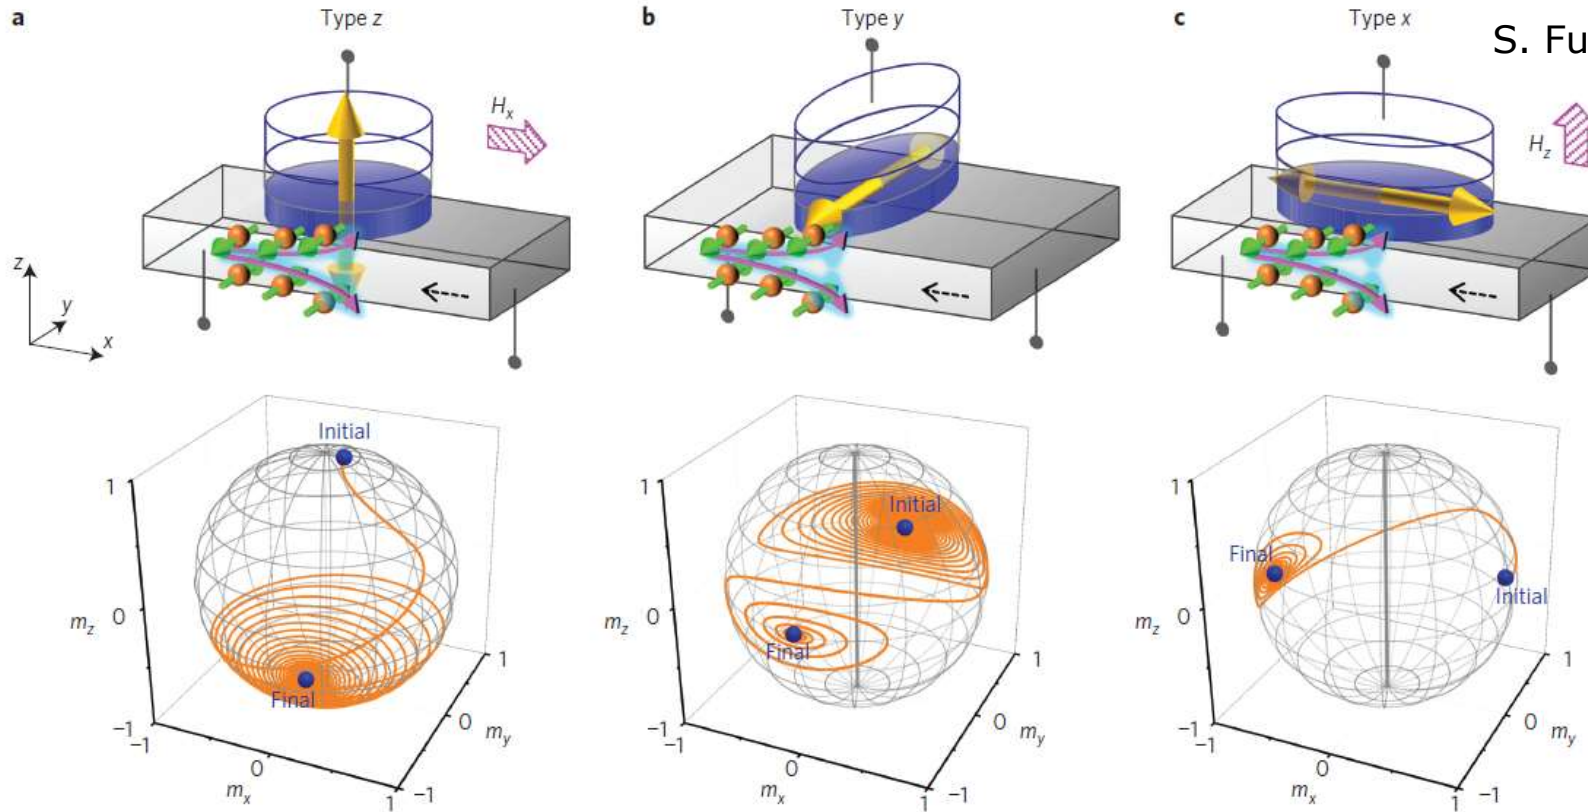 a
Type z
b
Type y
c
Type x
S. Fu
Hx
Hz
z
y
x
Initial
Final
1
mz
0
−1
−1
0
mx
1
−1
0
my
1
Initial
Final
1
mz
0
−1
−1
0
mx
1
−1
0
my
1
Final
Initial
1
mz
0
−1
−1
0
mx
1
−1
0
my
1